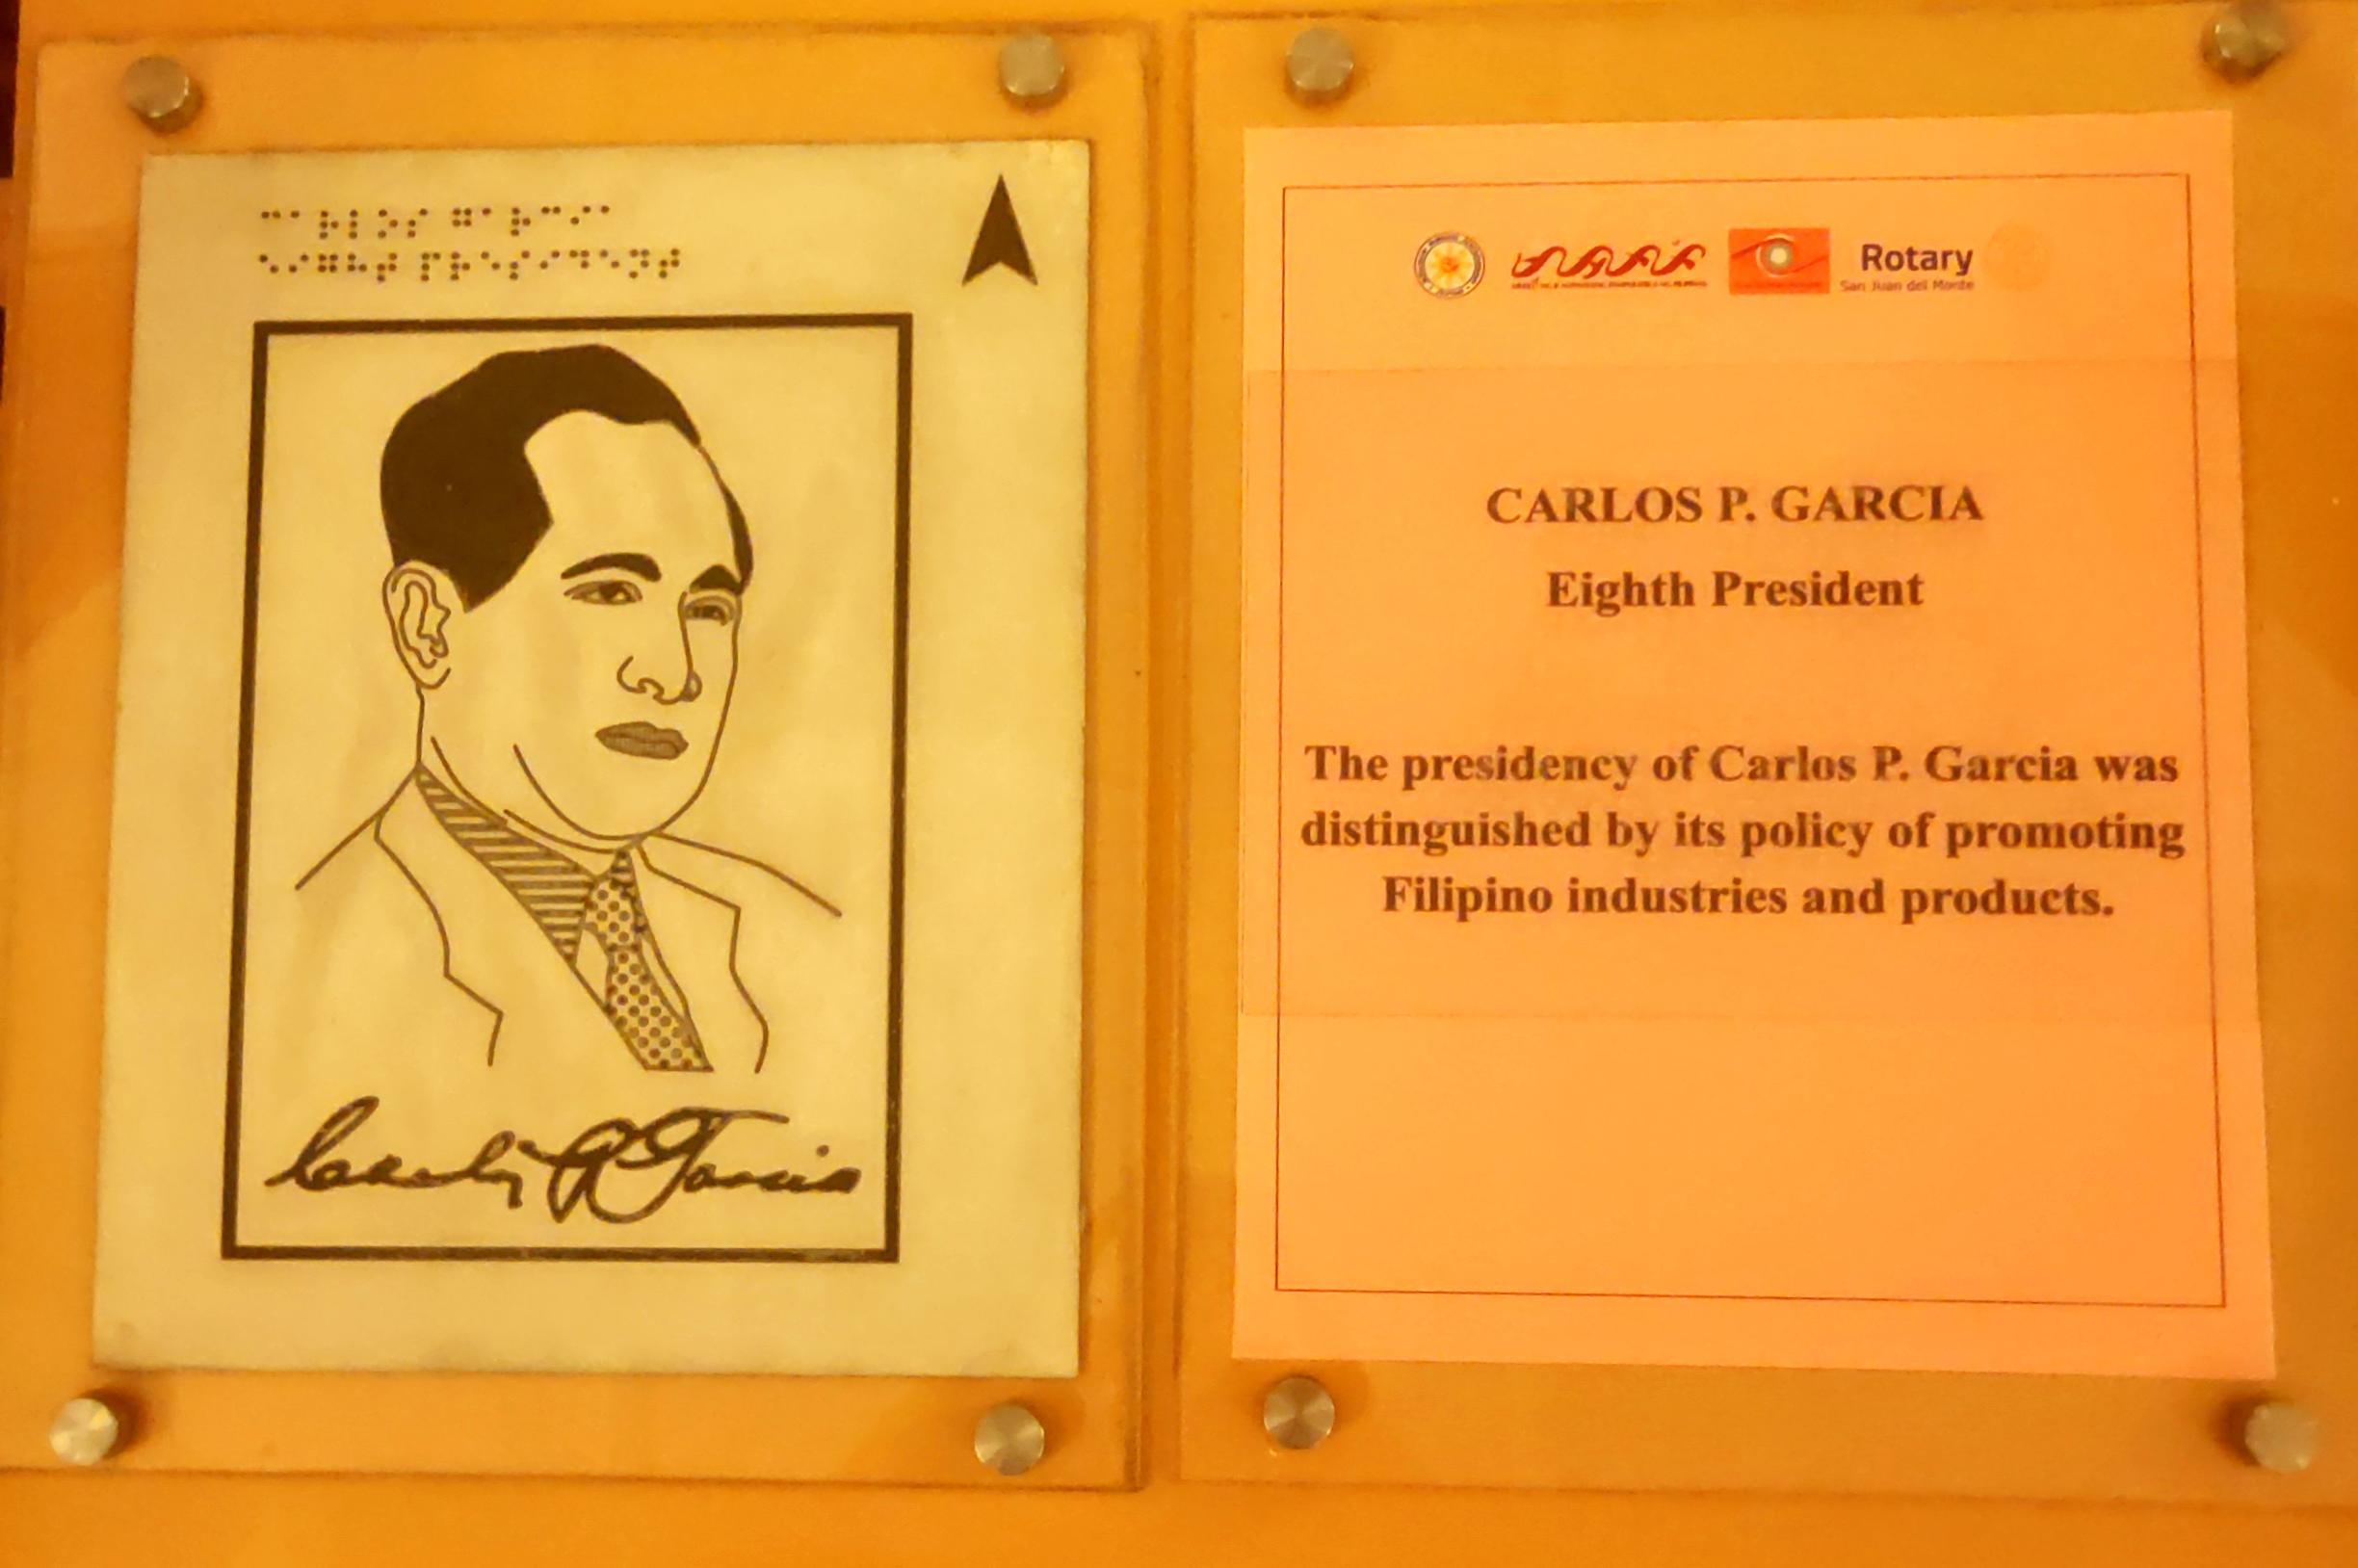 ⠉⠁⠗⠇⠕⠎ ⠛⠁⠗⠉⠊⠁
⠑⠊⠛⠓⠞ ⠏⠗⠑⠎⠊⠙⠑⠝⠞
Carlos P Garcia
Rotary
San Juan del Monte
CARLOS P. GARCIA
Eighth President
The presidency of Carlos P. Garcia was
distinguished by its policy of promoting
Filipino industries and products.